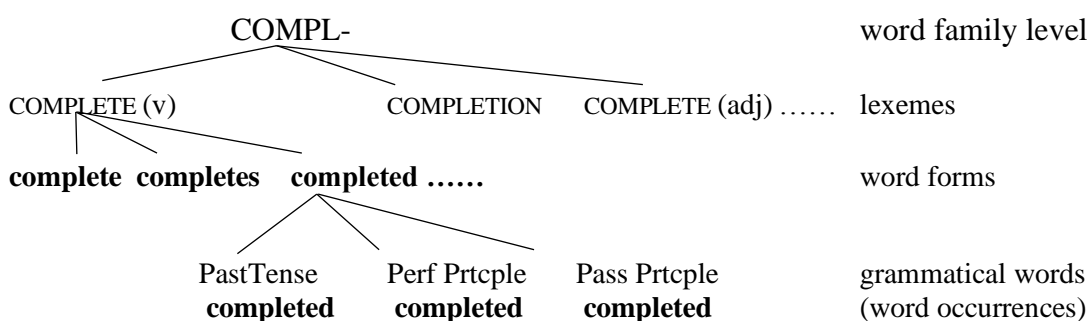 COMPL- word family level
COMPLETE (v) COMPLETION COMPLETE (adj) …… lexemes
complete completes completed …… word forms
PastTense Perf Prtcple Pass Prtcple grammatical words
completed completed completed (word occurrences)